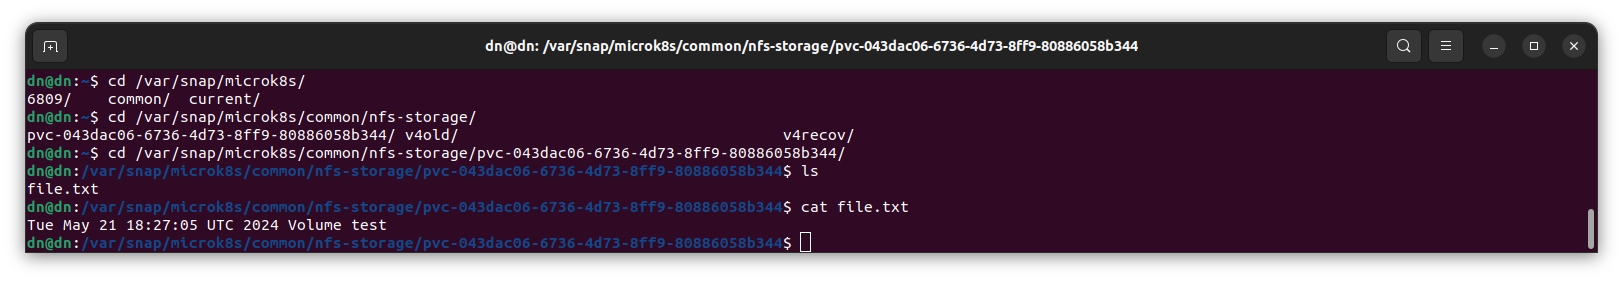 dn@dn: /var/snap/microk8s/common/nfs-storage/pvc-043dac06-6736-4d73-8ff9-80886058b344
dn@dn:~$ cd /var/snap/microk8s/
6809/    common/  current/
dn@dn:~$ cd /var/snap/microk8s/common/nfs-storage/
pvc-043dac06-6736-4d73-8ff9-80886058b344/ v4old/                                    v4recov/
dn@dn:~$ cd /var/snap/microk8s/common/nfs-storage/pvc-043dac06-6736-4d73-8ff9-80886058b344/
dn@dn:/var/snap/microk8s/common/nfs-storage/pvc-043dac06-6736-4d73-8ff9-80886058b344$ ls
file.txt
dn@dn:/var/snap/microk8s/common/nfs-storage/pvc-043dac06-6736-4d73-8ff9-80886058b344$ cat file.txt
Tue May 21 18:27:05 UTC 2024 Volume test
dn@dn:/var/snap/microk8s/common/nfs-storage/pvc-043dac06-6736-4d73-8ff9-80886058b344$